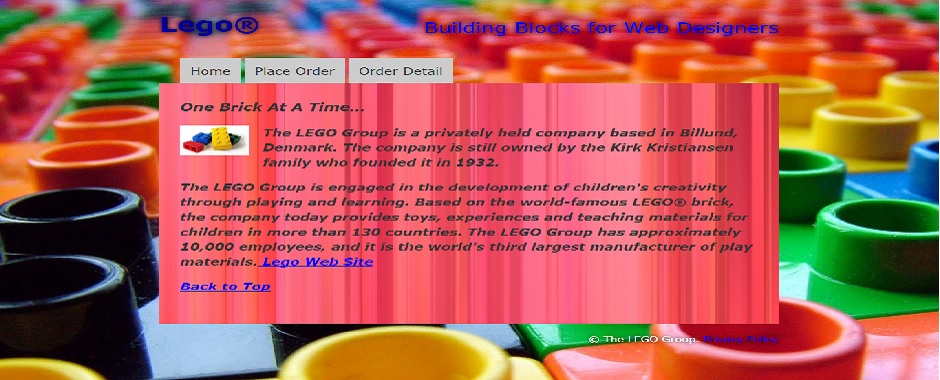 Lego®
Building Blocks for Web Designers
Home
Place Order
Order Detail
One Brick At A Time...
The LEGO Group is a privately held company based in Billund,
Denmark. The company is still owned by the Kirk Kristiansen
family who founded it in 1932.
The LEGO Group is engaged in the development of children's creativity
through playing and learning. Based on the world-famous LEGO® brick,
the company today provides toys, experiences and teaching materials for
children in more than 130 countries. The LEGO Group has approximately
10,000 employees, and it is the world's third largest manufacturer of play
materials. Lego Web Site
Back to Top
© The LEGO Group. Privacy Policy